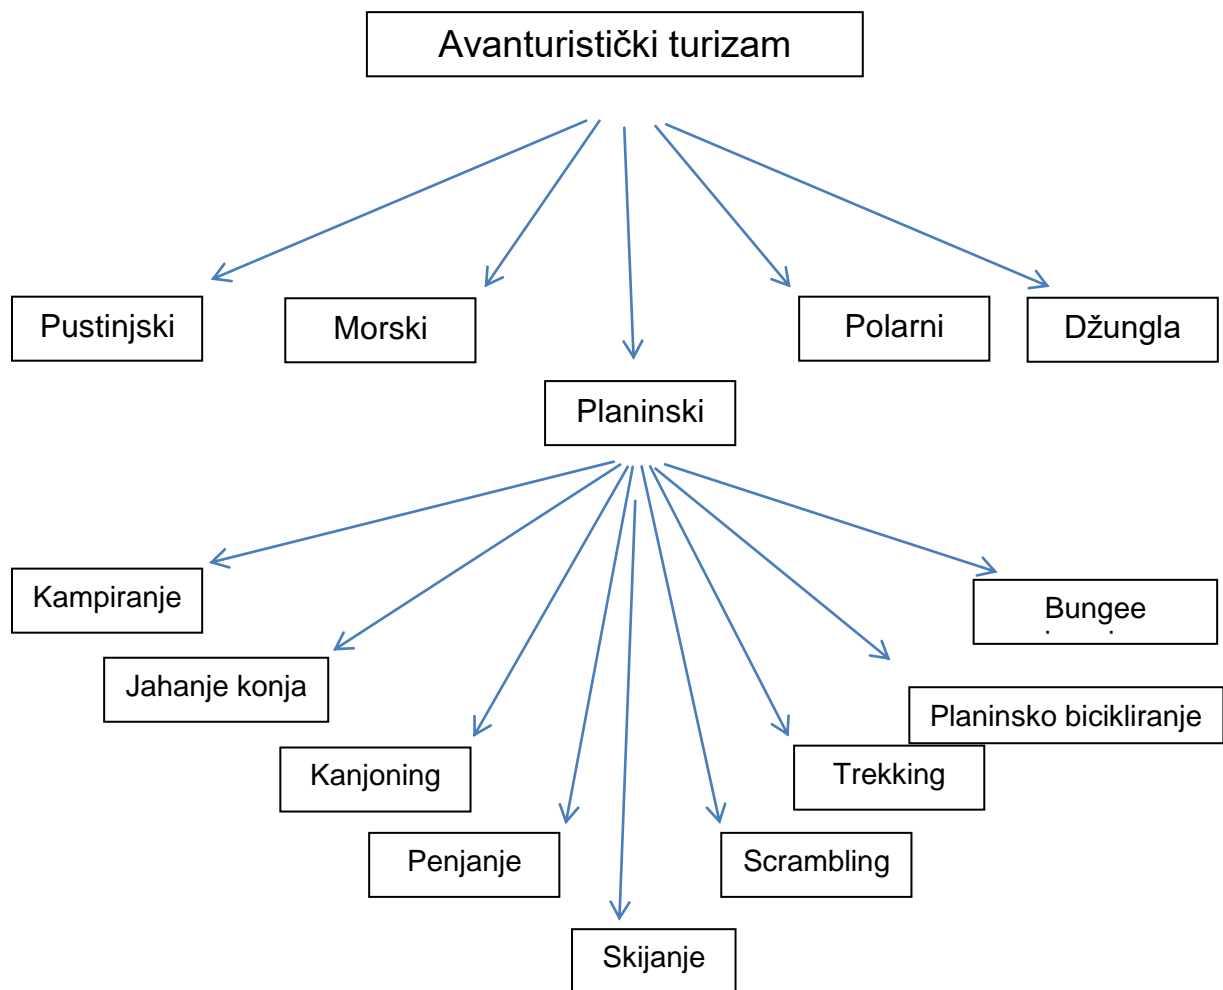 Avanturistički turizam
Pustinjski
Morski
Polarni
Džungla
Planinski
Kampiranje
Bungee
Jahanje konja
Planinsko bicikliranje
Kanjoning
Trekking
Penjanje
Scrambling
Skijanje